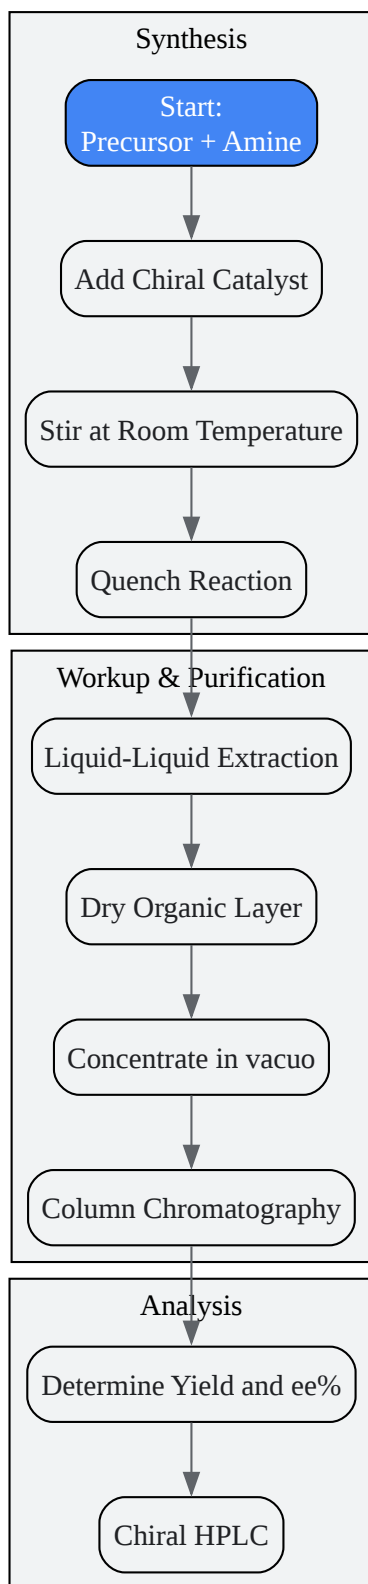 Synthesis
Start:
Precursor + Amine
Add Chiral Catalyst
Stir at Room Temperature
Quench Reaction
Workup & Purification
Liquid-Liquid Extraction
Dry Organic Layer
Concentrate in vacuo
Column Chromatography
Analysis
Determine Yield and ee%
Chiral HPLC